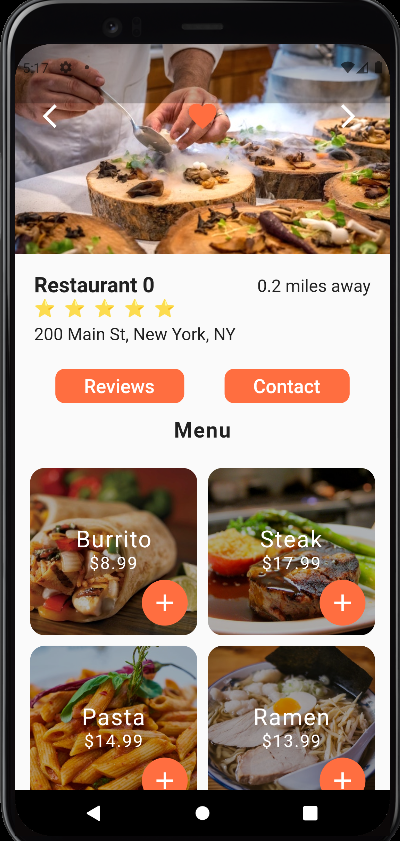 5:17
Restaurant 0
0.2 miles away
200 Main St, New York, NY
Reviews
Contact
Menu
Burrito
$8.99
Steak
$17.99
Pasta
$14.99
Ramen
$13.99